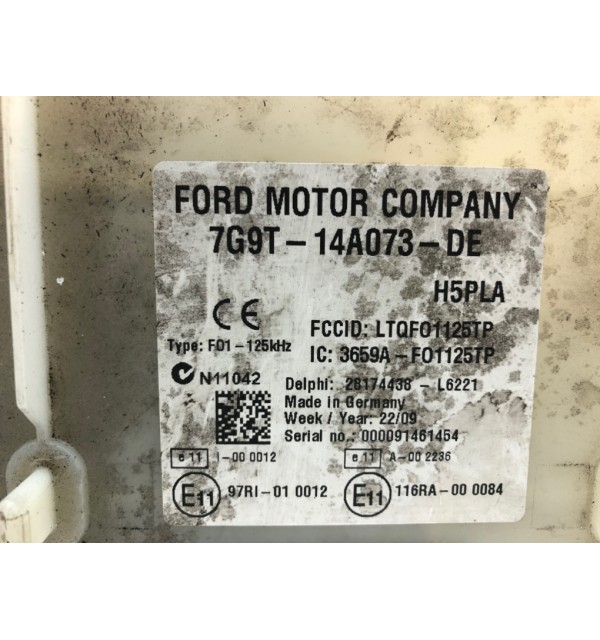 FORD MOTOR COMPANY
7G9T-14A073-DE
H5PLA
CE
FCCID: LTQFO1125TP
Type: FO1-125kHz
IC: 3659A-FO1125TP
N11042
Delphi: 28174438-L6221
Made in Germany
Week / Year: 22/09
Serial no.: 000091461454
e 11 I-00 0012
e 11 A-00 2236
E11 97RI-01 0012
E11 116RA-00 0084